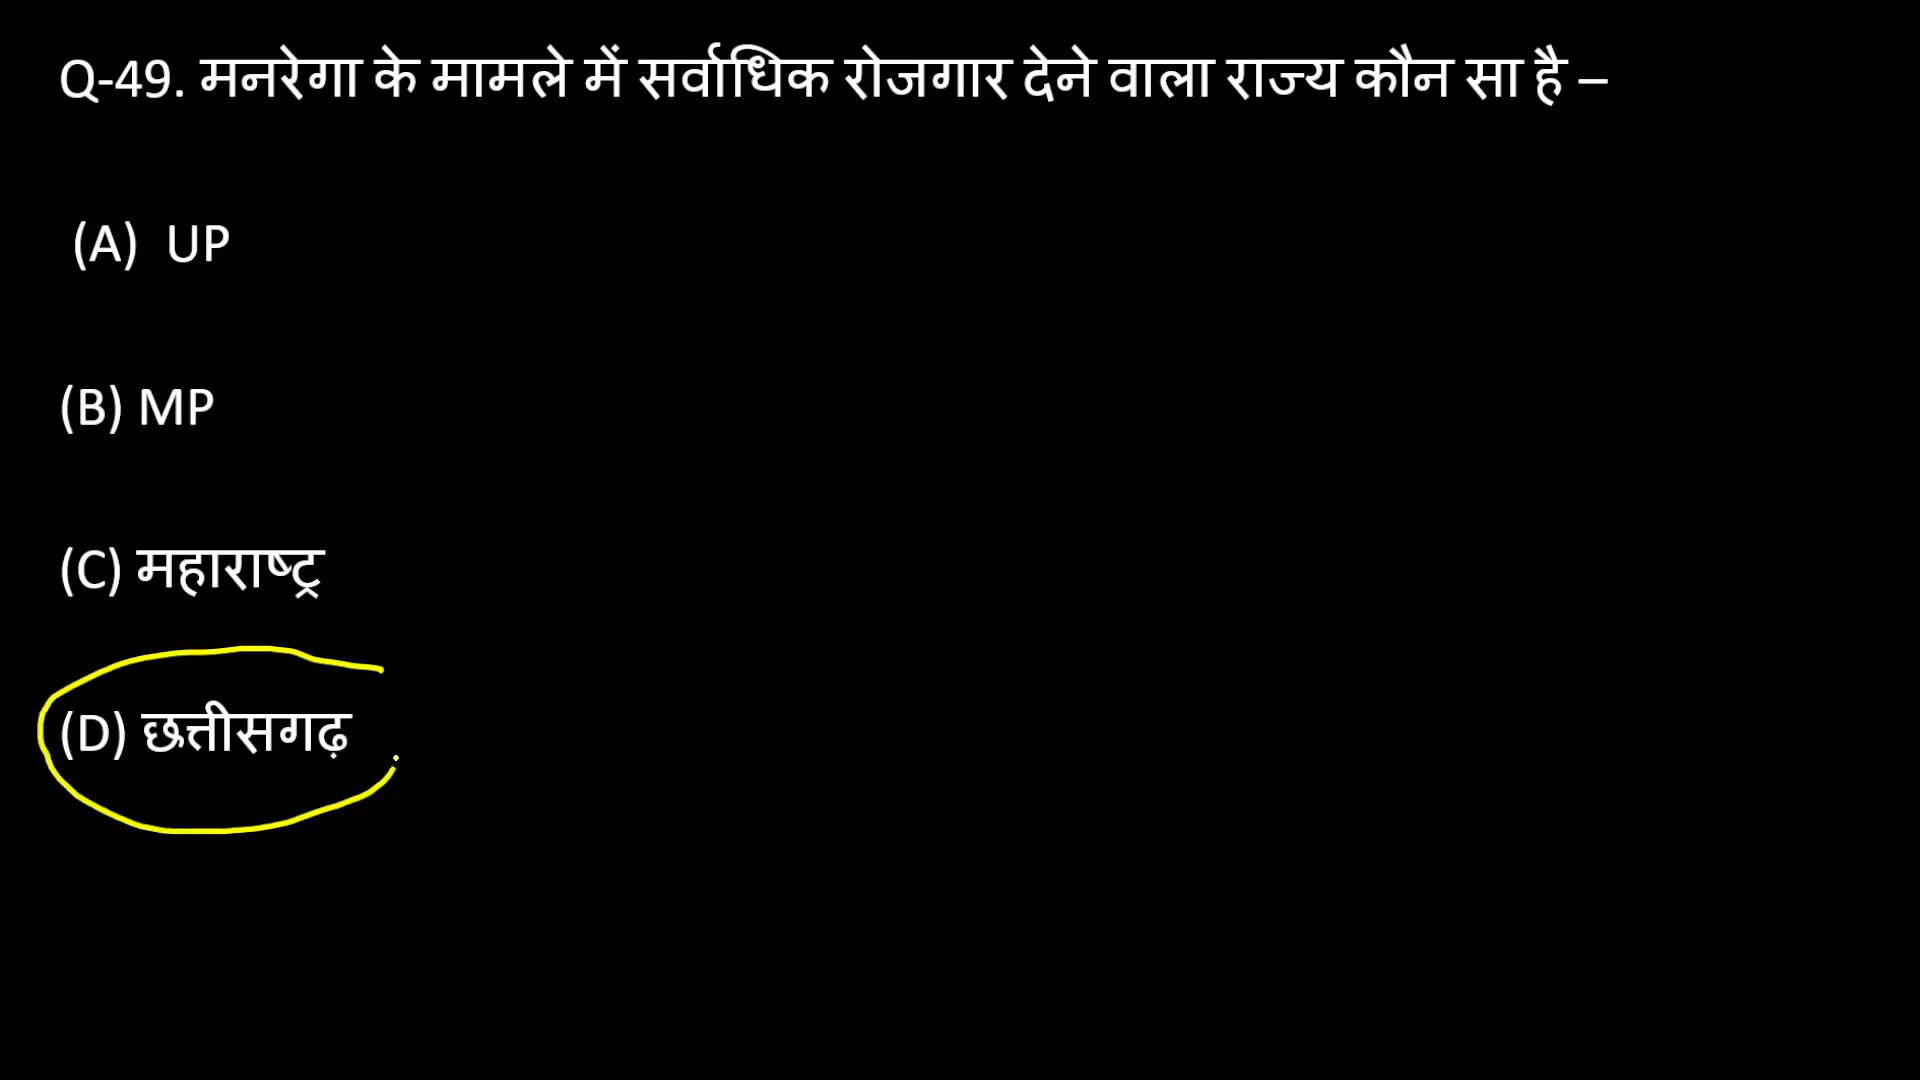 Q-49. मनरेगा के मामले में सर्वाधिक रोजगार देने वाला राज्य कौन सा है –
(A) UP
(B) MP
(C) महाराष्ट्र
(D) छत्तीसगढ़